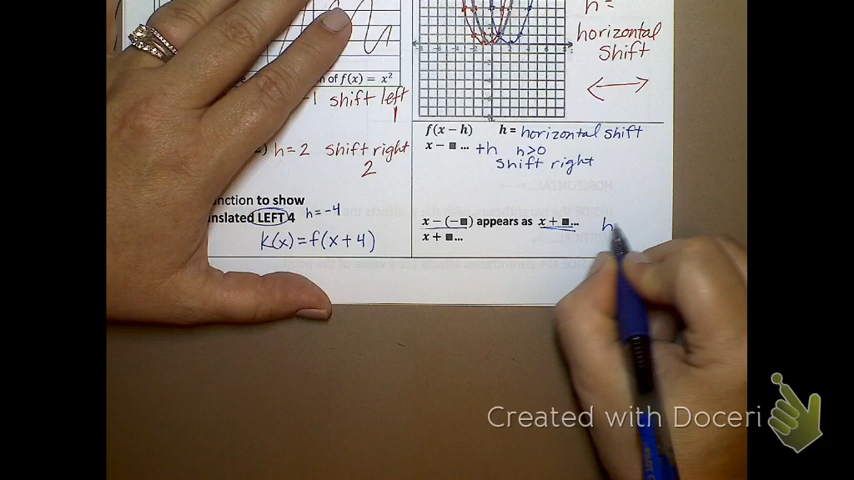 n of f(x) = x²
-1 shift left
1
h = 2 shift right
2
unction to show
nslated LEFT 4 h = -4
k(x) = f(x + 4)
h =
horizontal
shift
f(x − h) h = horizontal shift
x − ■ ... +h h > 0
shift right
x − (−■) appears as x + ■...
x + ■...
h
Created with Doceri